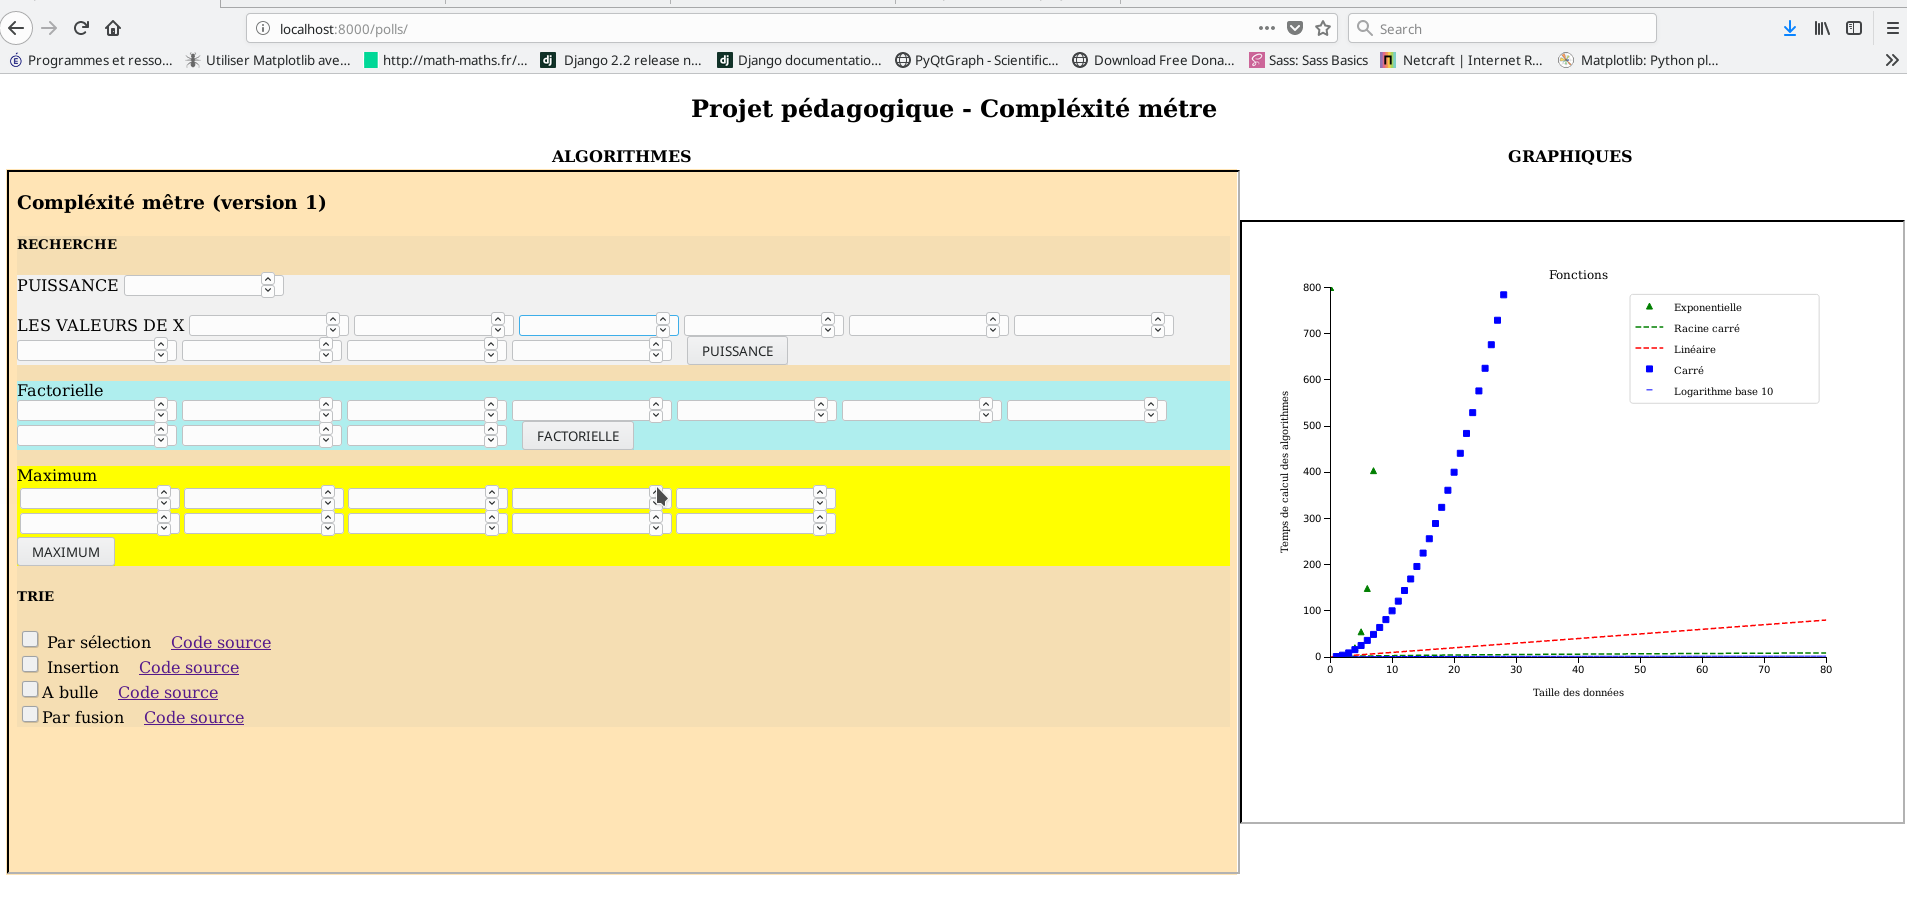 localhost:8000/polls/
Search
Programmes et resso... Utiliser Matplotlib ave... http://math-maths.fr/... Django 2.2 release n... Django documentatio... PyQtGraph - Scientific... Download Free Dona... Sass: Sass Basics Netcraft | Internet R... Matplotlib: Python pl...
Projet pédagogique - Compléxité métre
ALGORITHMES
Compléxité mêtre (version 1)
RECHERCHE
PUISSANCE
LES VALEURS DE X
PUISSANCE
Factorielle
FACTORIELLE
Maximum
MAXIMUM
TRIE
Par sélection Code source
Insertion Code source
A bulle Code source
Par fusion Code source
GRAPHIQUES
Fonctions
Exponentielle
Racine carré
Linéaire
Carré
Logarithme base 10
Temps de calcul des algorithmes
800
700
600
500
400
300
200
100
0
0 10 20 30 40 50 60 70 80
Taille des données